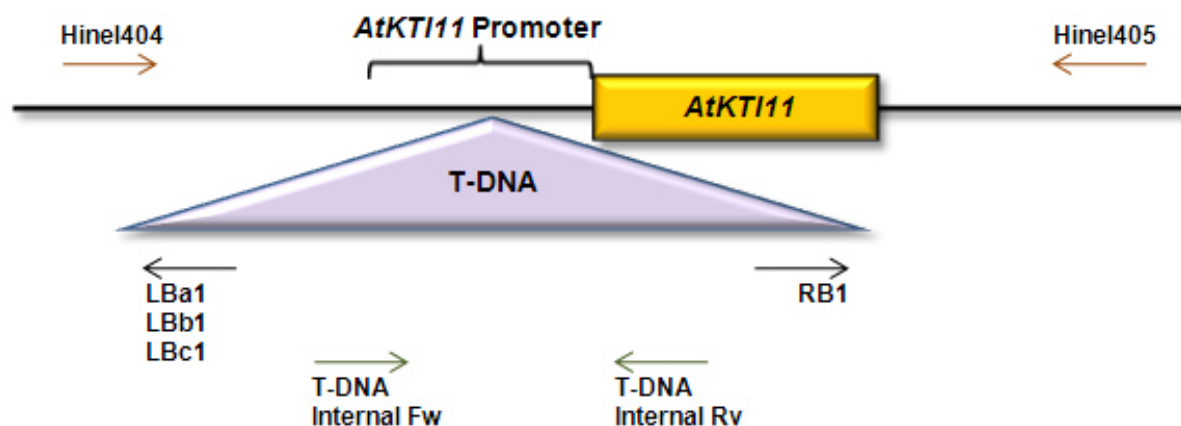 Hinel404
AtKTI11 Promoter
Hinel405
AtKTI11
T-DNA
LBa1
LBb1
LBc1
RB1
T-DNA
Internal Fw
T-DNA
Internal Rv